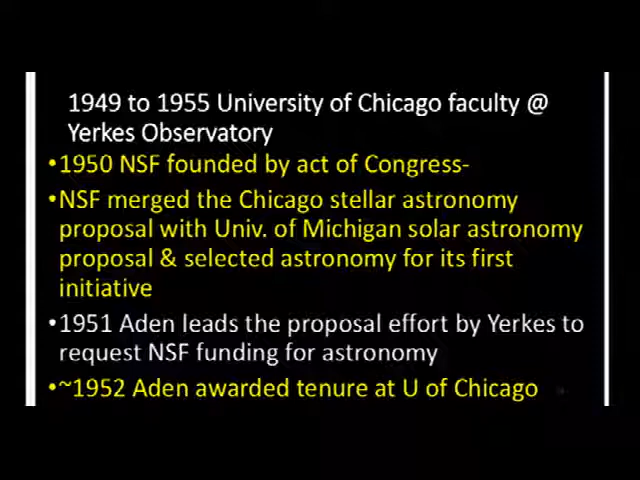 1949 to 1955 University of Chicago faculty @
Yerkes Observatory
•1950 NSF founded by act of Congress-
•NSF merged the Chicago stellar astronomy
proposal with Univ. of Michigan solar astronomy
proposal & selected astronomy for its first
initiative
•1951 Aden leads the proposal effort by Yerkes to
request NSF funding for astronomy
•~1952 Aden awarded tenure at U of Chicago